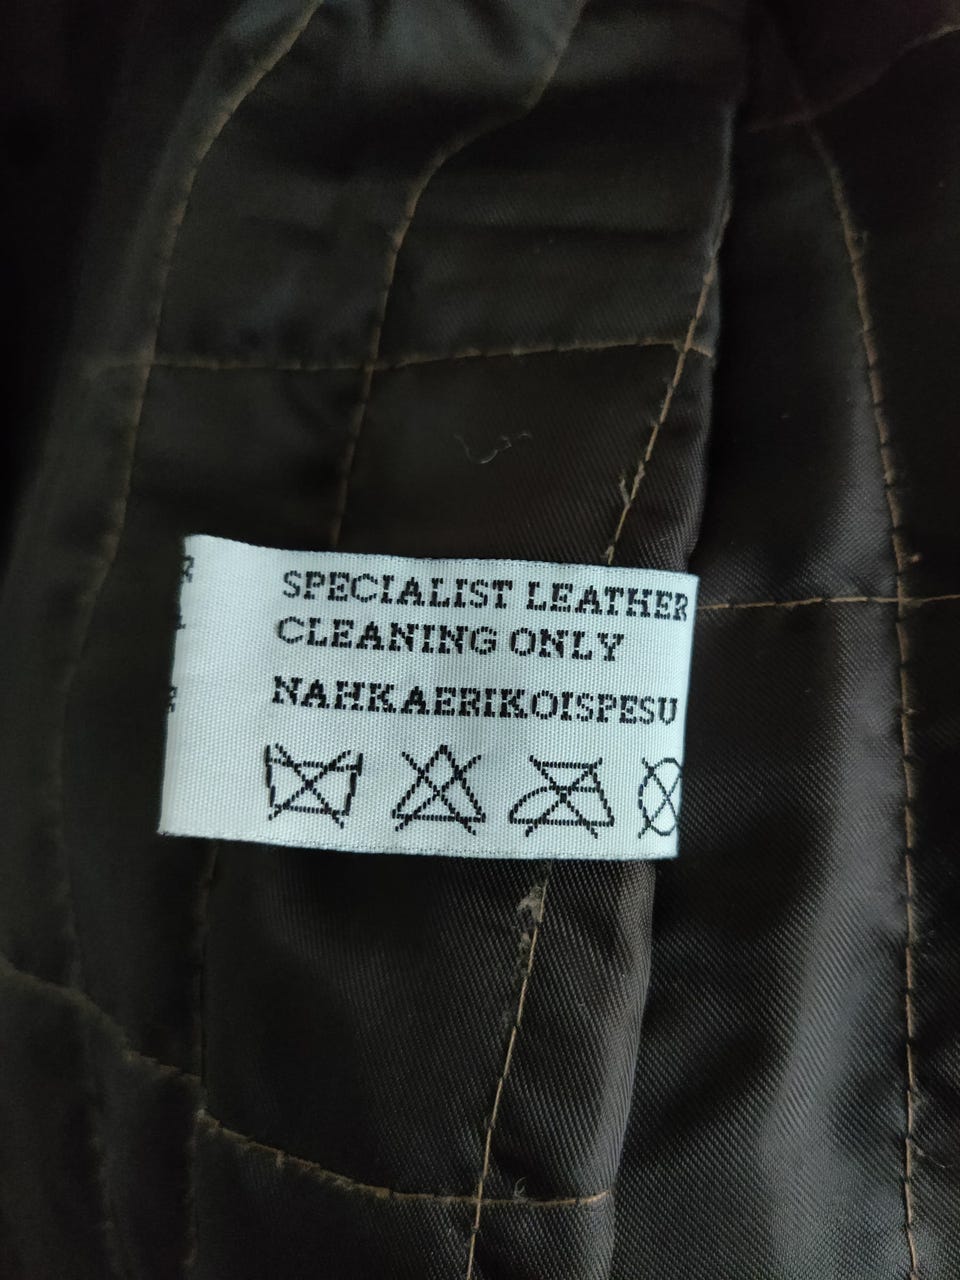 SPECIALIST LEATHER
CLEANING ONLY
NAHKAERIKOISPESU